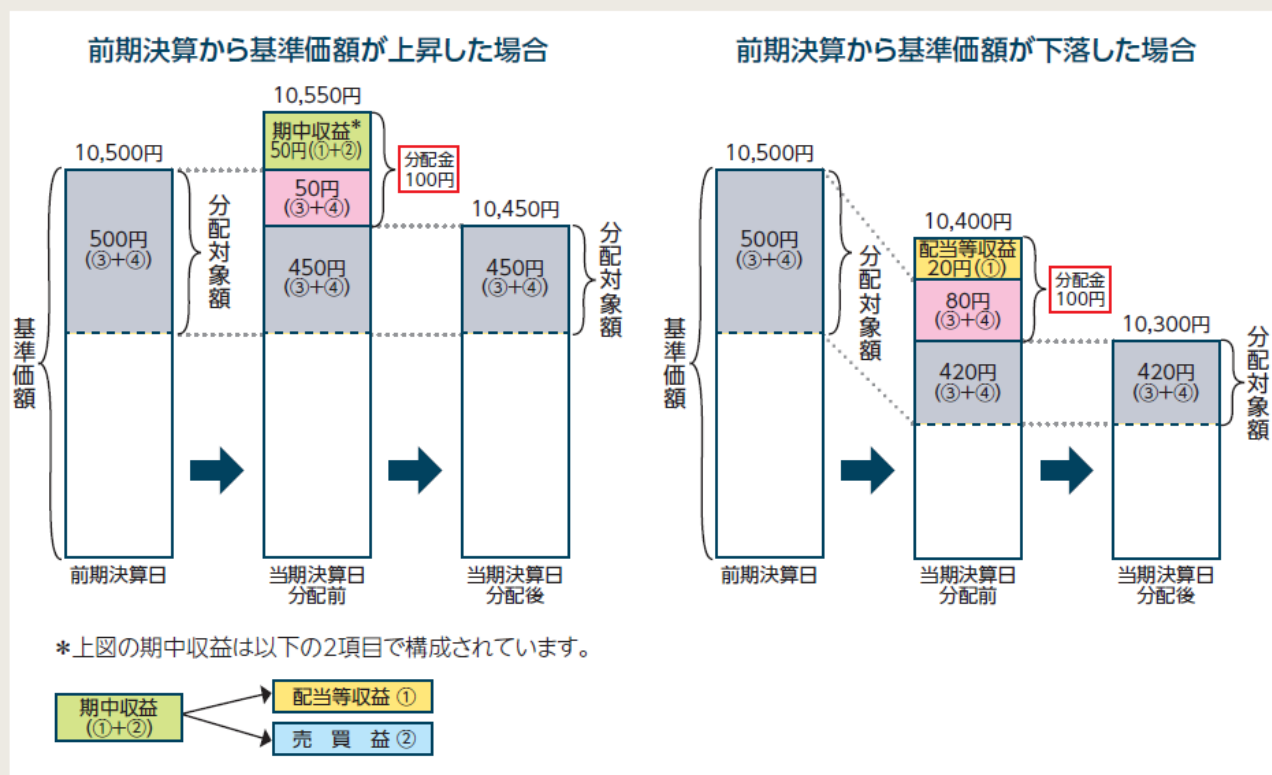 前期決算から基準価額が上昇した場合
10,500円
500円
(③+④)
分配対象額
基準価額
前期決算日
10,550円
期中収益*
50円(①+②)
50円
(③+④)
450円
(③+④)
分配金
100円
当期決算日
分配前
10,450円
450円
(③+④)
分配対象額
当期決算日
分配後
前期決算から基準価額が下落した場合
10,500円
500円
(③+④)
分配対象額
基準価額
前期決算日
10,400円
配当等収益
20円(①)
80円
(③+④)
420円
(③+④)
分配金
100円
当期決算日
分配前
10,300円
420円
(③+④)
分配対象額
当期決算日
分配後
*上図の期中収益は以下の2項目で構成されています。
期中収益
(①+②)
配当等収益 ①
売 買 益 ②